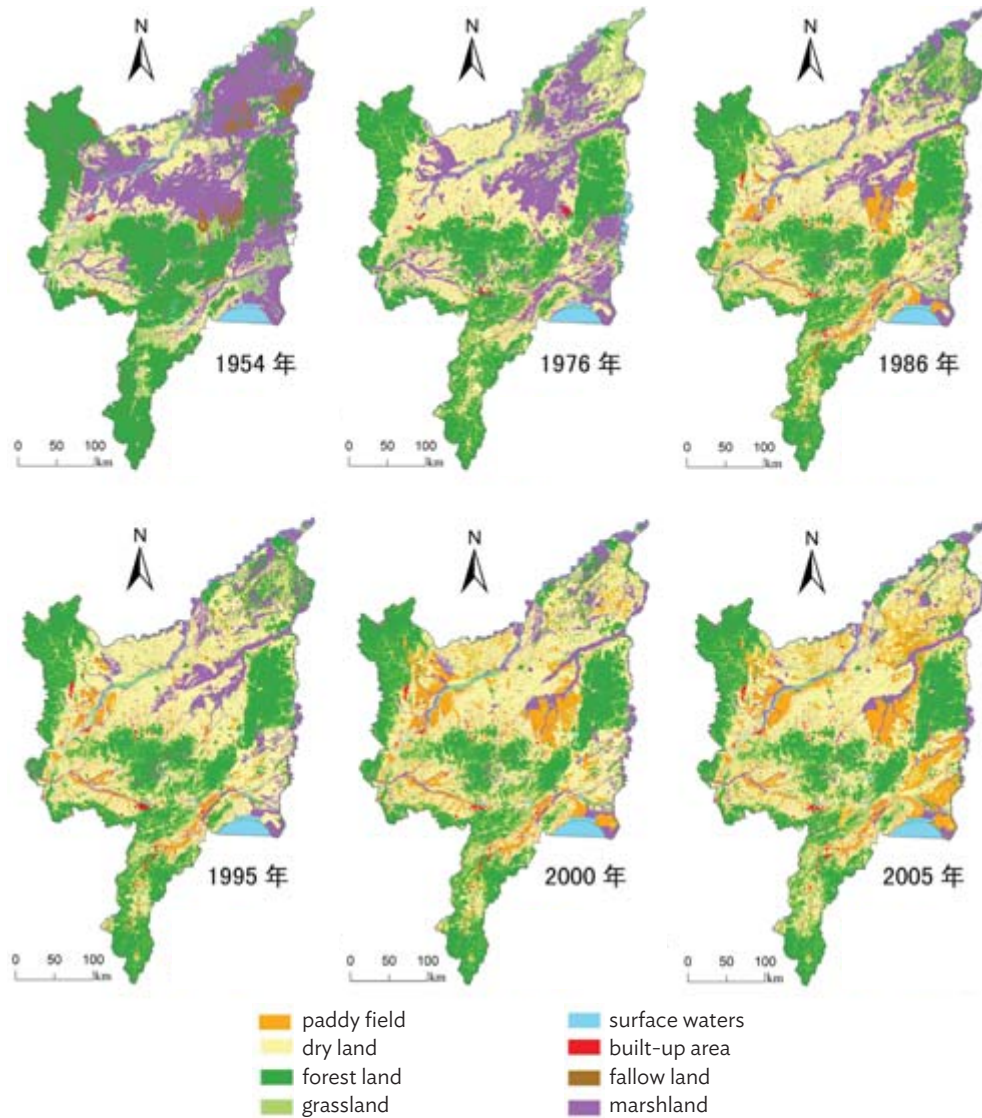 N
N
N
1954 年
1976 年
1986 年
0 50 100
km
0 50 100
km
0 50 100
km
N
N
N
1995 年
2000 年
2005 年
0 50 100
km
0 50 100
km
0 50 100
km
paddy field
dry land
forest land
grassland
surface waters
built-up area
fallow land
marshland